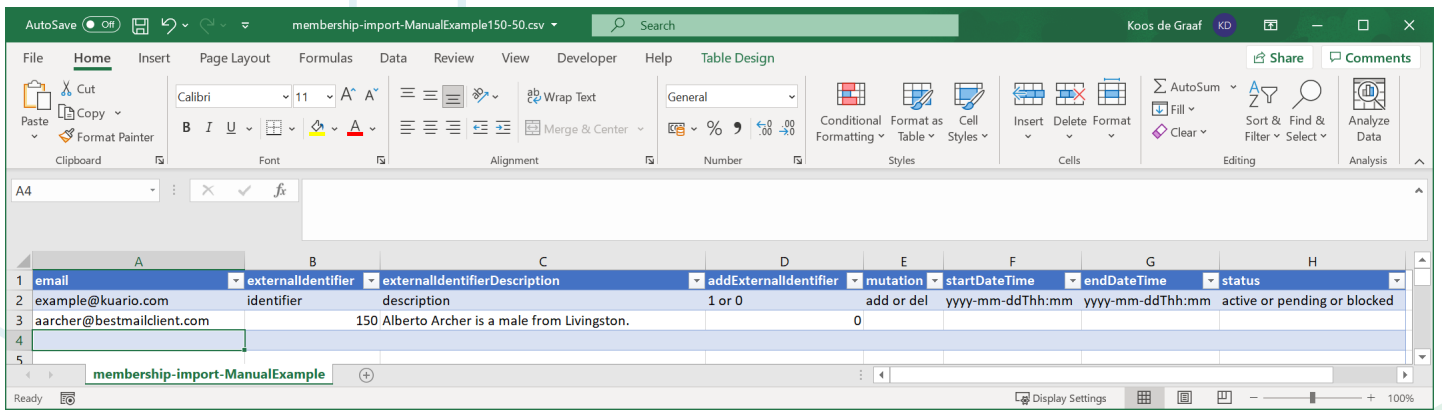 AutoSave Off membership-import-ManualExample150-50.csv Search Koos de Graaf KD
File Home Insert Page Layout Formulas Data Review View Developer Help Table Design Share Comments
Paste Cut Copy Format Painter
Calibri 11 A A
B I U A
ab Wrap Text
Merge & Center
General
% 9 .00 .0
Conditional Formatting Format as Table Cell Styles
Insert Delete Format
AutoSum Fill Clear
Sort & Filter Find & Select
Analyze Data
Clipboard Font Alignment Number Styles Cells Editing Analysis
A4 fx
A B C D E F G H
1 email externalIdentifier externalIdentifierDescription addExternalIdentifier mutation startDateTime endDateTime status
2 example@kuario.com identifier description 1 or 0 add or del yyyy-mm-ddThh:mm yyyy-mm-ddThh:mm active or pending or blocked
3 aarcher@bestmailclient.com 150 Alberto Archer is a male from Livingston. 0
4
5
membership-import-ManualExample
Ready Display Settings 100%